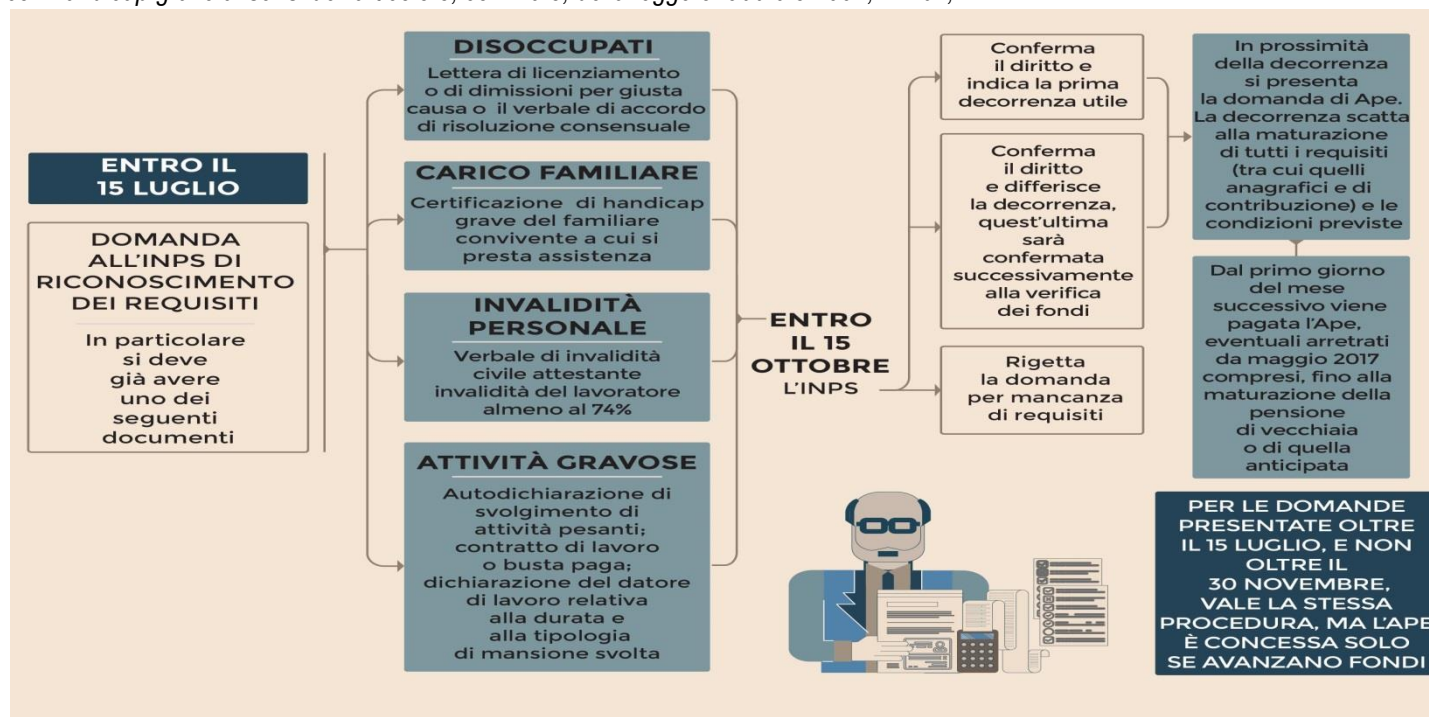 ENTRO IL
15 LUGLIO
DOMANDA
ALL'INPS DI
RICONOSCIMENTO
DEI REQUISITI
In particolare
si deve
già avere
uno dei
seguenti
documenti
DISOCCUPATI
Lettera di licenziamento
o di dimissioni per giusta
causa o il verbale di accordo
di risoluzione consensuale
CARICO FAMILIARE
Certificazione di handicap
grave del familiare
convivente a cui si
presta assistenza
INVALIDITÀ
PERSONALE
Verbale di invalidità
civile attestante
invalidità del lavoratore
almeno al 74%
ATTIVITÀ GRAVOSE
Autodichiarazione di
svolgimento di
attività pesanti;
contratto di lavoro
o busta paga;
dichiarazione del datore
di lavoro relativa
alla durata e
alla tipologia
di mansione svolta
ENTRO
IL 15
OTTOBRE
L'INPS
Conferma
il diritto e
indica la prima
decorrenza utile
Conferma
il diritto
e differisce
la decorrenza,
quest'ultima
sarà
confermata
successivamente
alla verifica
dei fondi
Rigetta
la domanda
per mancanza
di requisiti
In prossimità
della decorrenza
si presenta
la domanda di Ape.
La decorrenza scatta
alla maturazione
di tutti i requisiti
(tra cui quelli
anagrafici e di
contribuzione) e le
condizioni previste
Dal primo giorno
del mese
successivo viene
pagata l'Ape,
eventuali arretrati
da maggio 2017
compresi, fino alla
maturazione della
pensione
di vecchiaia
o di quella
anticipata
PER LE DOMANDE
PRESENTATE OLTRE
IL 15 LUGLIO, E NON
OLTRE IL
30 NOVEMBRE,
VALE LA STESSA
PROCEDURA, MA L'APE
È CONCESSA SOLO
SE AVANZANO FONDI